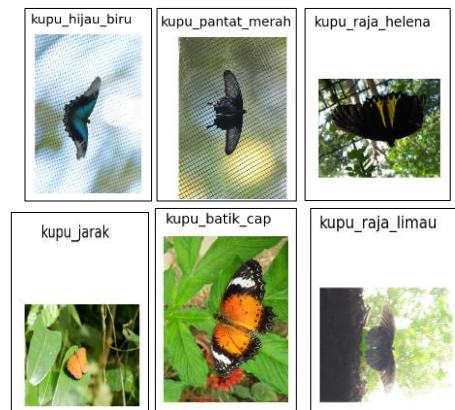 kupu_hijau_biru
kupu_pantat_merah
kupu_raja_helena
kupu_jarak
kupu_batik_cap
kupu_raja_limau